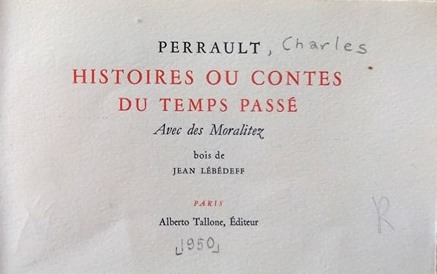 PERRAULT, Charles
HISTOIRES OU CONTES
DU TEMPS PASSÉ
Avec des Moralitez
bois de
JEAN LÉBÉDEFF
PARIS
Alberto Tallone, Éditeur
[1950]
R